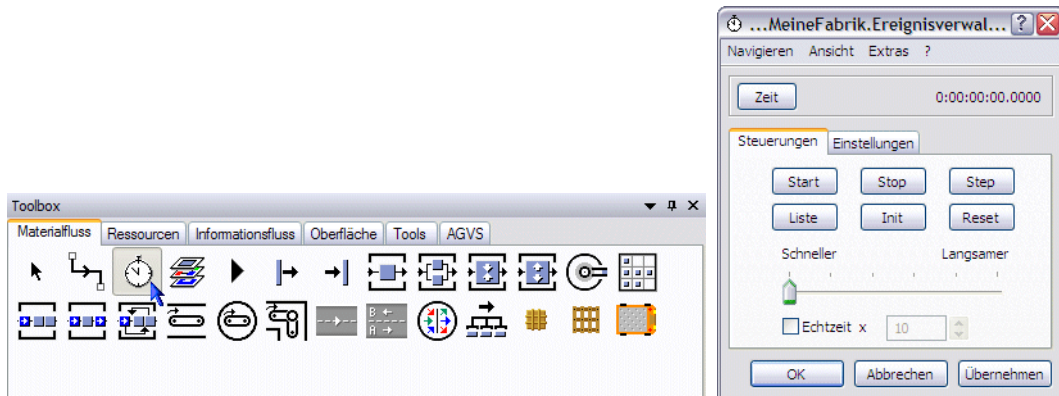 ...MeineFabrik.Ereignisverwal...
Navigieren Ansicht Extras ?
Zeit 0:00:00:00.0000
Steuerungen Einstellungen
Start Stop Step
Liste Init Reset
Schneller Langsamer
Echtzeit x 10
OK Abbrechen Übernehmen
Toolbox
Materialfluss Ressourcen Informationsfluss Oberfläche Tools AGVS
B
A